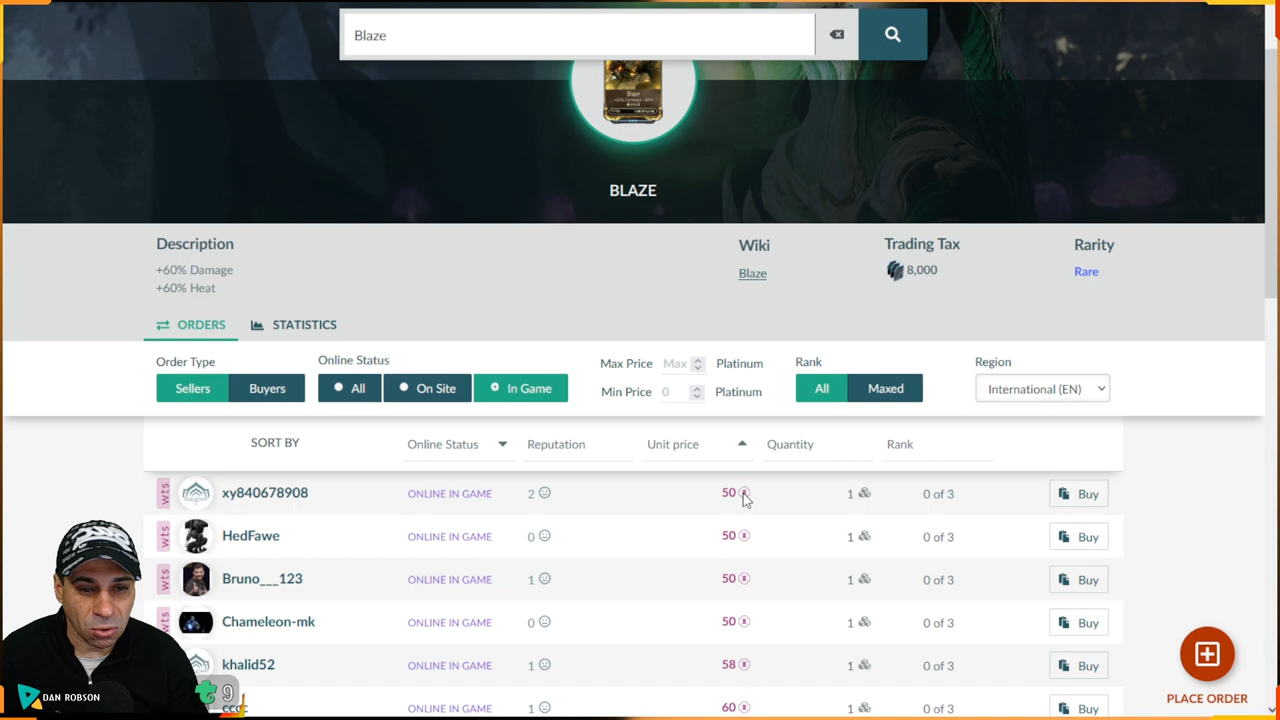 Blaze
BLAZE
Description
Wiki
Trading Tax
Rarity
+60% Damage
+60% Heat
Blaze
8,000
Rare
ORDERS
STATISTICS
Order Type
Online Status
Max Price
Max
Platinum
Rank
Region
Sellers
Buyers
All
On Site
In Game
Min Price
0
Platinum
All
Maxed
International (EN)
SORT BY
Online Status
Reputation
Unit price
Quantity
Rank
wts xy840678908 ONLINE IN GAME 2 50 1 0 of 3 Buy
wts HedFawe ONLINE IN GAME 0 50 1 0 of 3 Buy
wts Bruno___123 ONLINE IN GAME 1 50 1 0 of 3 Buy
wts Chameleon-mk ONLINE IN GAME 0 50 1 0 of 3 Buy
khalid52 ONLINE IN GAME 1 58 1 0 of 3 Buy
ONLINE IN GAME 1 60 1 0 of 3 Buy
PLACE ORDER
DAN ROBSON
9